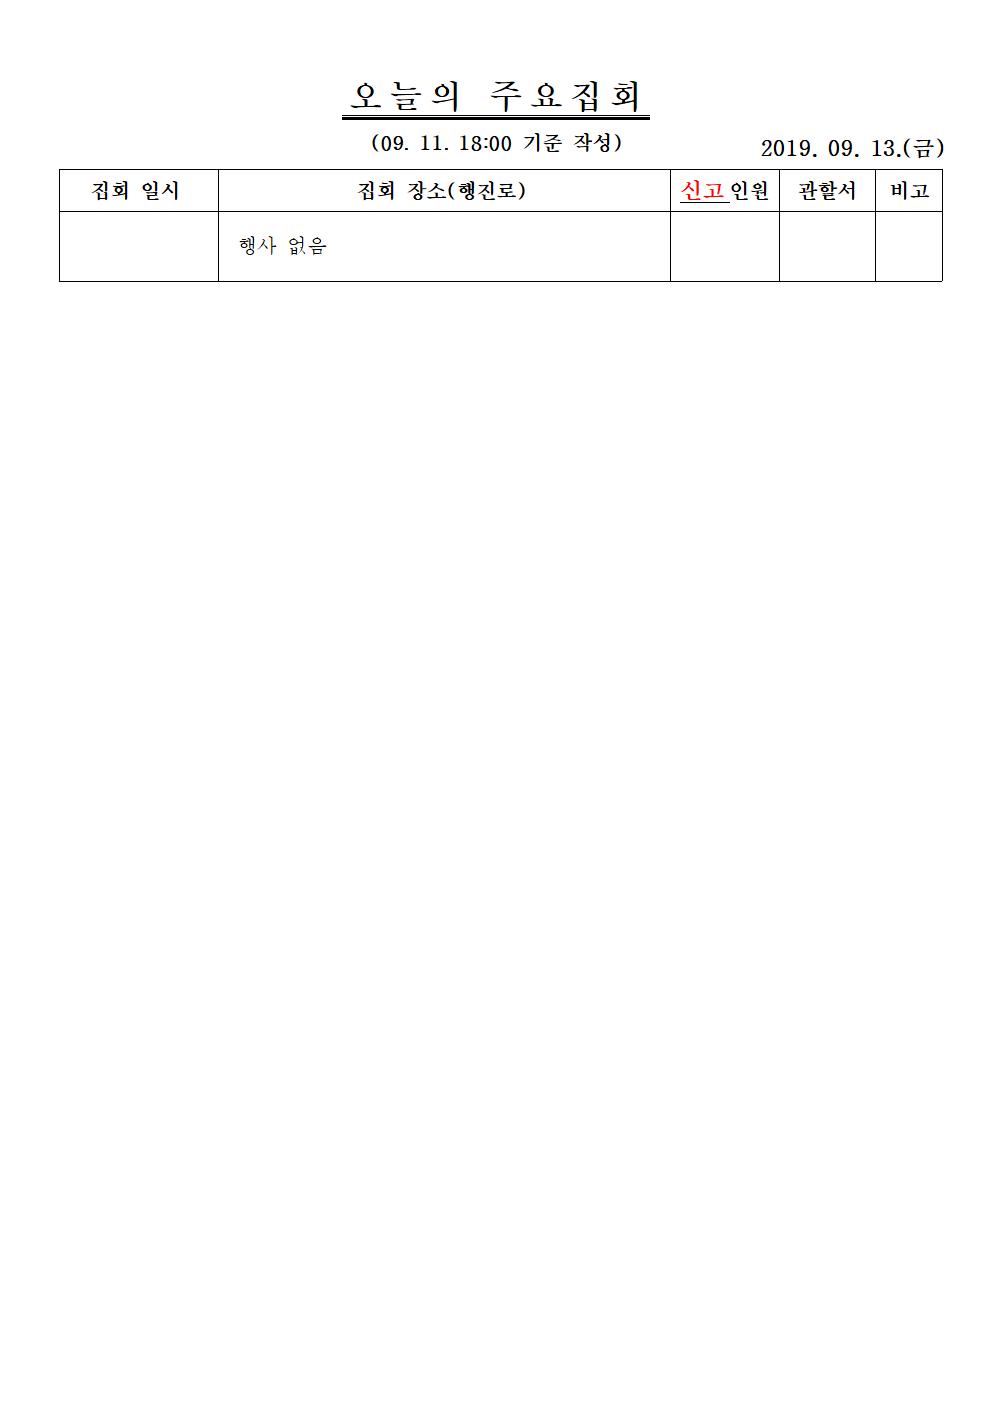 오늘의 주요집회
(09. 11. 18:00 기준 작성)
2019. 09. 13.(금)
집회 일시 집회 장소(행진로) 신고 인원 관할서 비고
행사 없음